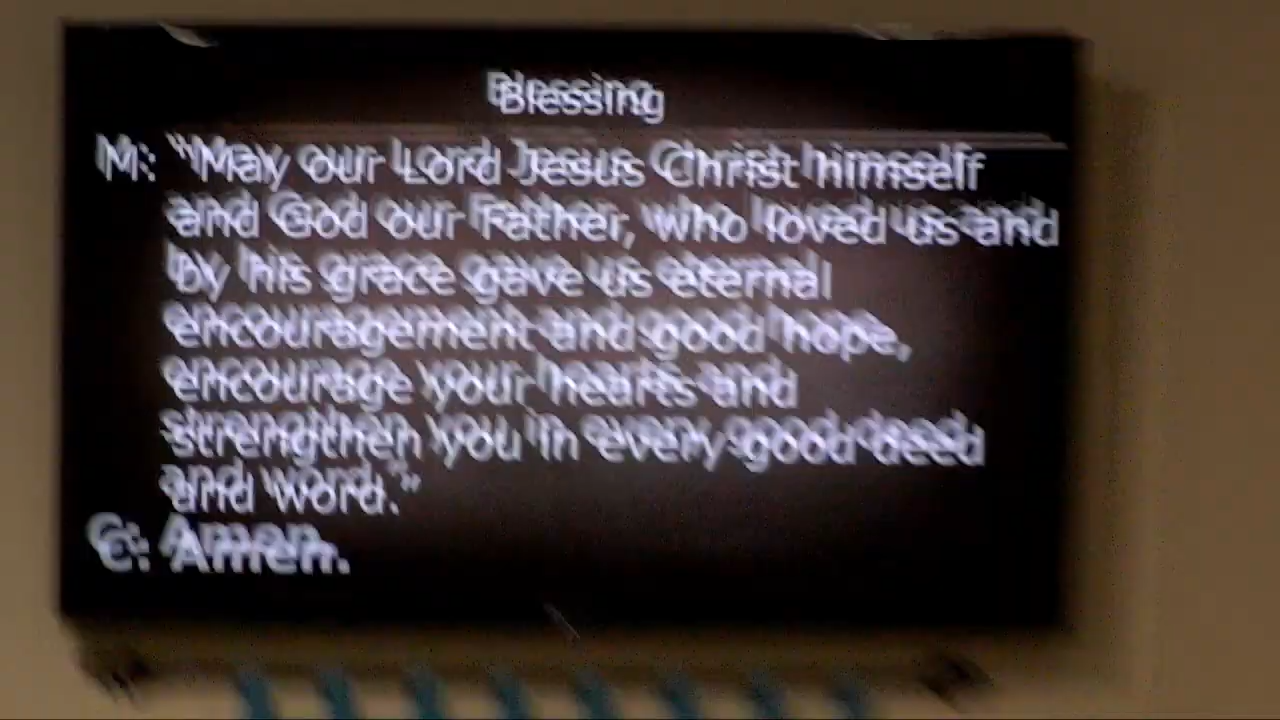 Blessing
M: “May our Lord Jesus Christ himself
and God our Father, who loved us and
by his grace gave us eternal
encouragement and good hope,
encourage your hearts and
strengthen you in every good deed
and word.”
C: Amen.